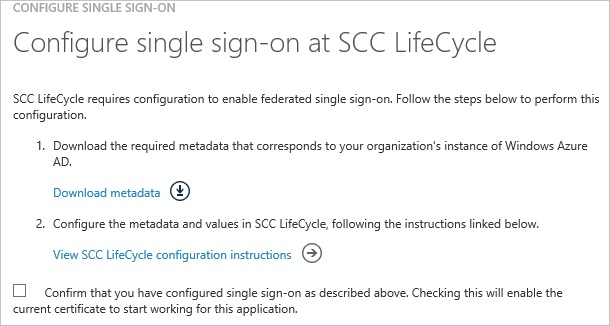 CONFIGURE SINGLE SIGN-ON
Configure single sign-on at SCC LifeCycle
SCC LifeCycle requires configuration to enable federated single sign-on. Follow the steps below to perform this
configuration.
1. Download the required metadata that corresponds to your organization's instance of Windows Azure
AD.
Download metadata
2. Configure the metadata and values in SCC LifeCycle, following the instructions linked below.
View SCC LifeCycle configuration instructions
Confirm that you have configured single sign-on as described above. Checking this will enable the
current certificate to start working for this application.